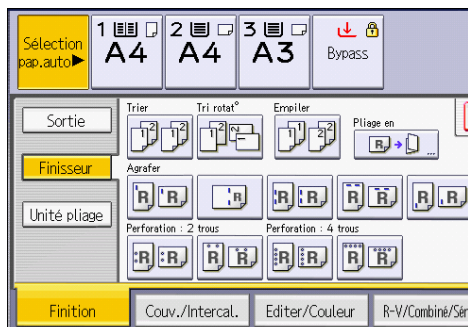 Sélection
pap.auto▶
1
A4
2
A4
3
A3
Bypass
Sortie
Finisseur
Unité pliage
Trier
Tri rotat°
Empiler
Pliage en
...
Agrafer
Perforation : 2 trous
Perforation : 4 trous
Finition
Couv./Intercal.
Editer/Couleur
R-V/Combiné/Sér